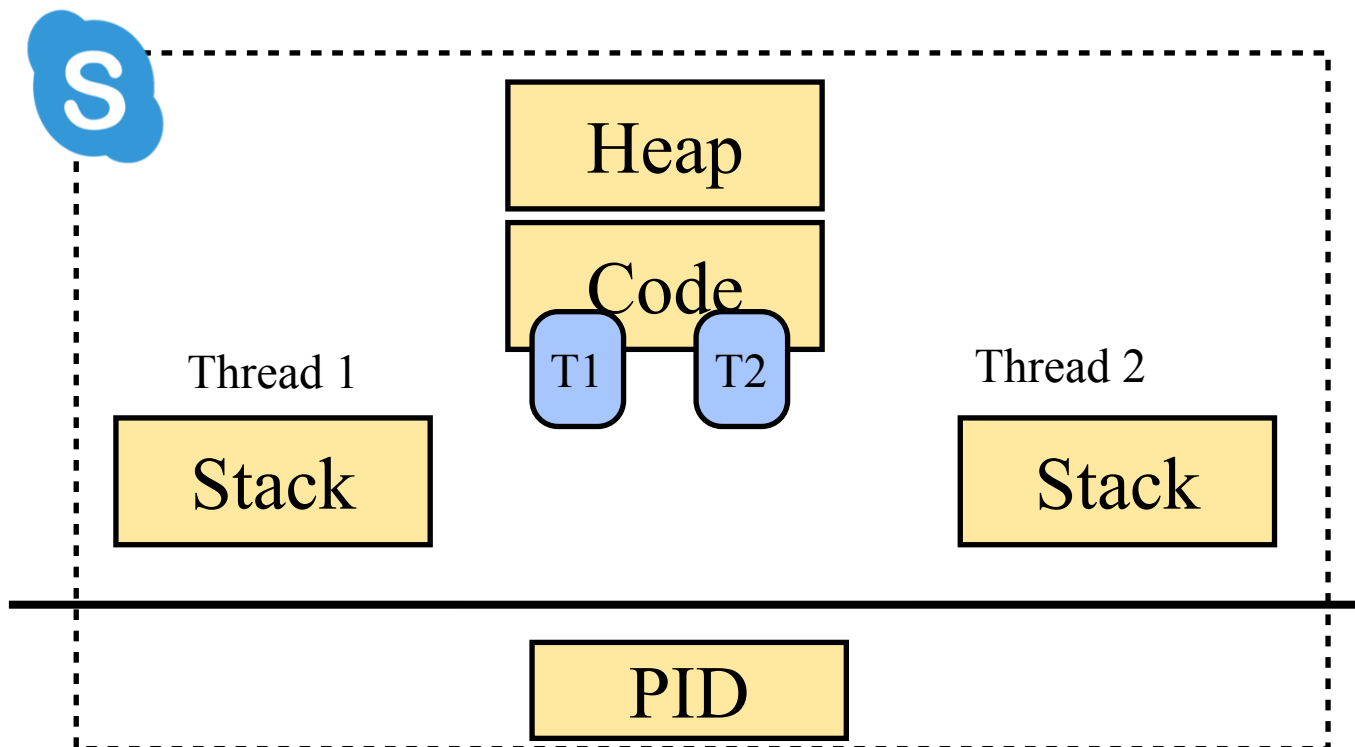 S
Heap
Code
T1
T2
Thread 1
Thread 2
Stack
Stack
PID